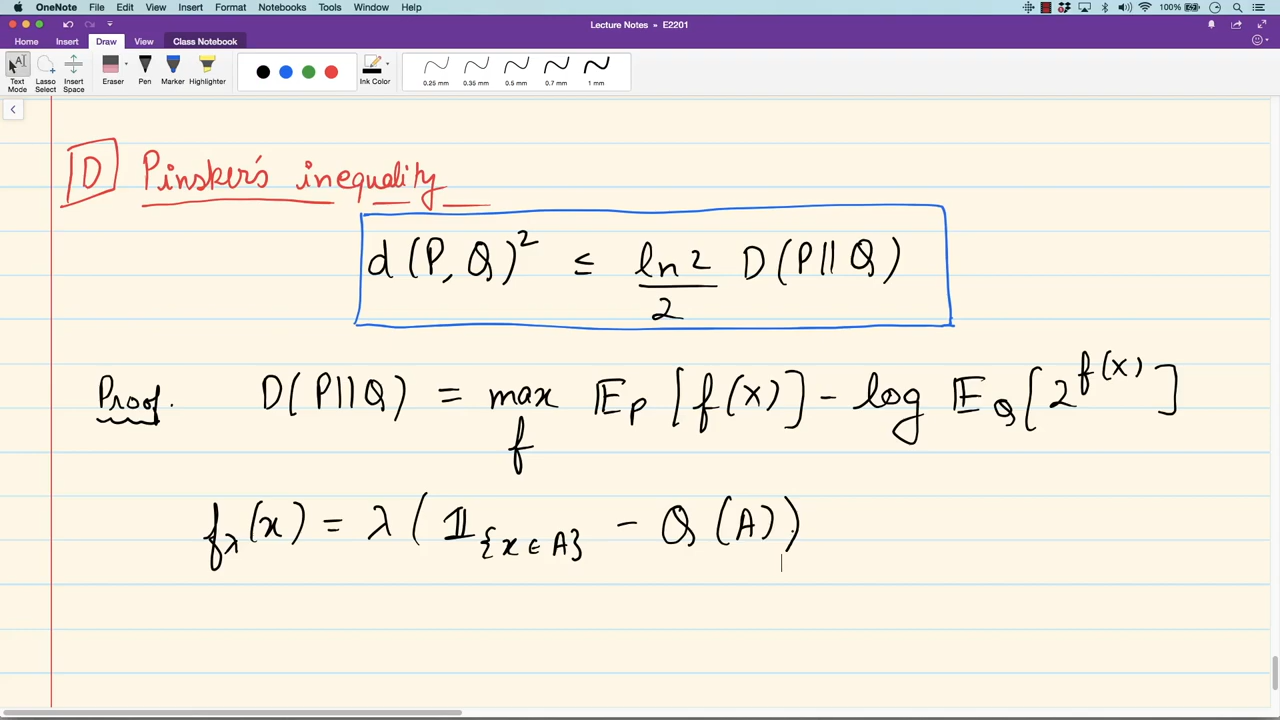 OneNote File Edit View Insert Format Notebooks Tools Window Help 100%
Lecture Notes » E2201
Home Insert Draw View Class Notebook
Text Mode Lasso Select Insert Space Eraser Pen Marker Highlighter Ink Color 0.25 mm 0.35 mm 0.5 mm 0.7 mm 1 mm
D Pinsker's inequality
d(P, Q)² ≤ ln 2 / 2 D(P||Q)
Proof. D(P||Q) = max_f 𝔼_P [f(X)] - log 𝔼_Q [2^{f(X)}]
f_λ(x) = λ(𝟙_{x ∈ A} - Q(A))